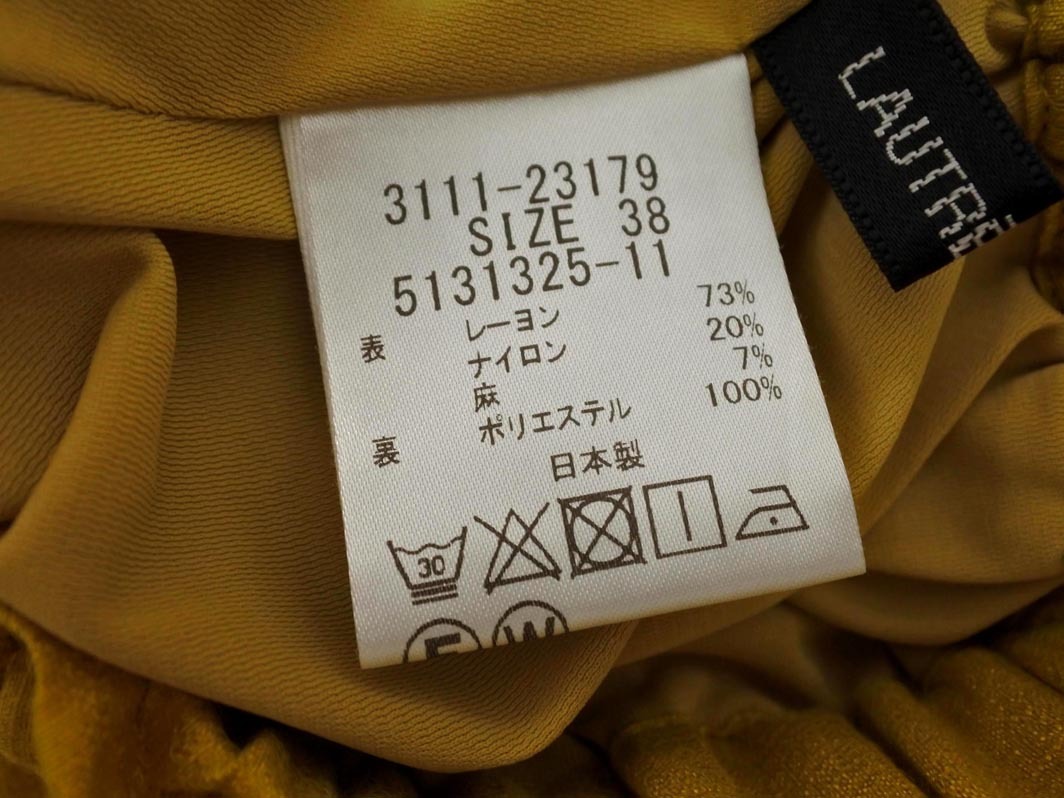 3111-23179
SIZE 38
5131325-11
表 レーヨン 73%
ナイロン 20%
麻 7%
裏 ポリエステル 100%
日本製
30
W